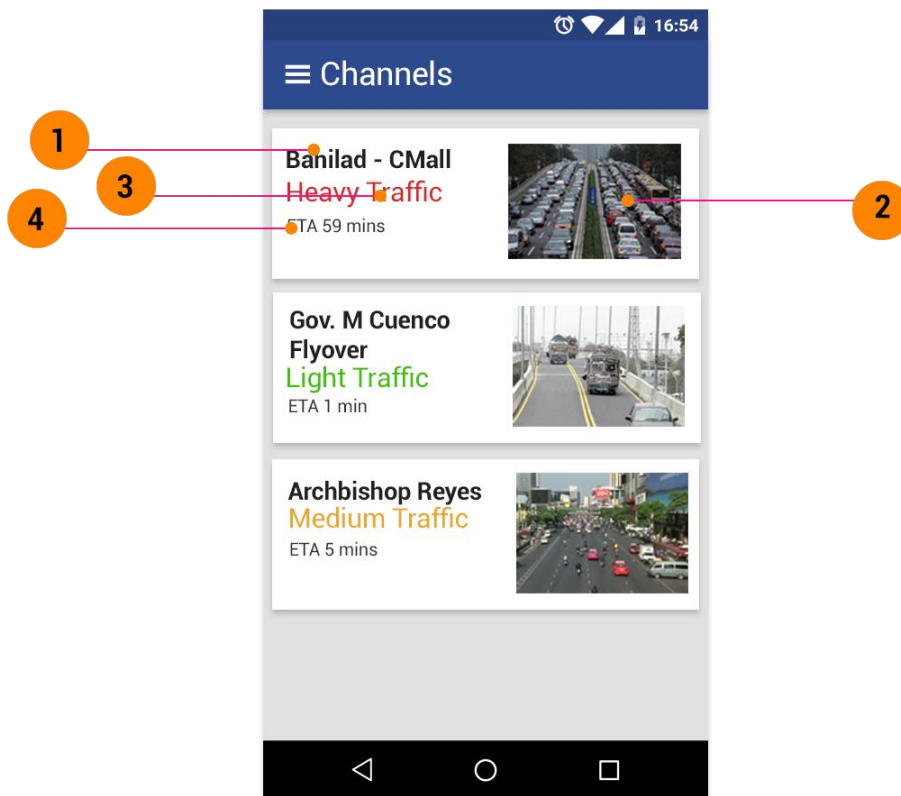 16:54
Channels
1
Banilad - CMall
3
Heavy Traffic
4
ETA 59 mins
2
Gov. M Cuenco
Flyover
Light Traffic
ETA 1 min
Archbishop Reyes
Medium Traffic
ETA 5 mins